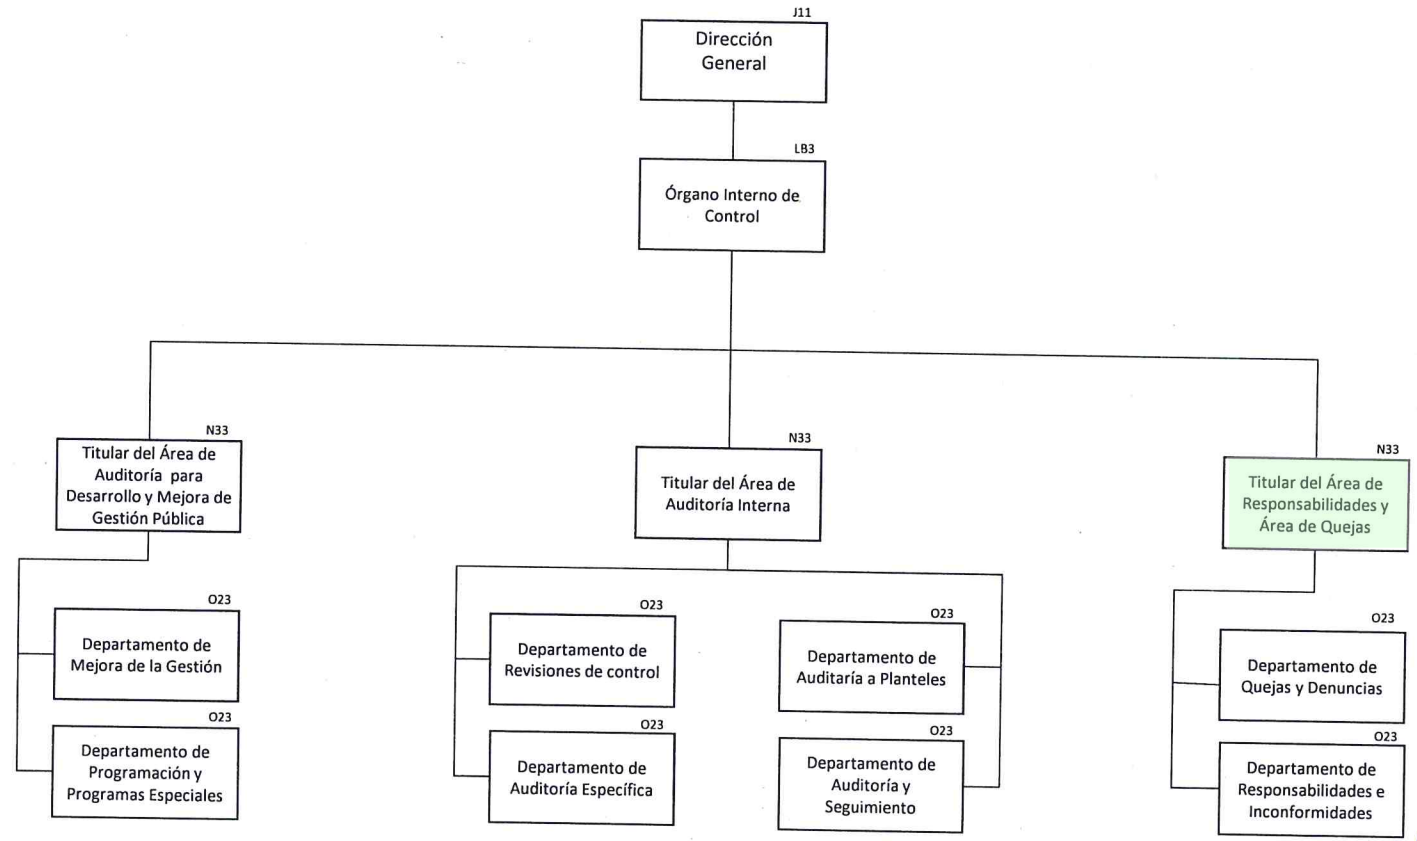 J11
Dirección
General
LB3
Órgano Interno de
Control
N33
Titular del Área de
Auditoría para
Desarrollo y Mejora de
Gestión Pública
N33
Titular del Área de
Auditoría Interna
N33
Titular del Área de
Responsabilidades y
Área de Quejas
O23
Departamento de
Mejora de la Gestión
O23
Departamento de
Programación y
Programas Especiales
O23
Departamento de
Revisiones de control
O23
Departamento de
Auditoría Específica
O23
Departamento de
Auditaría a Planteles
O23
Departamento de
Auditoría y
Seguimiento
O23
Departamento de
Quejas y Denuncias
O23
Departamento de
Responsabilidades e
Inconformidades